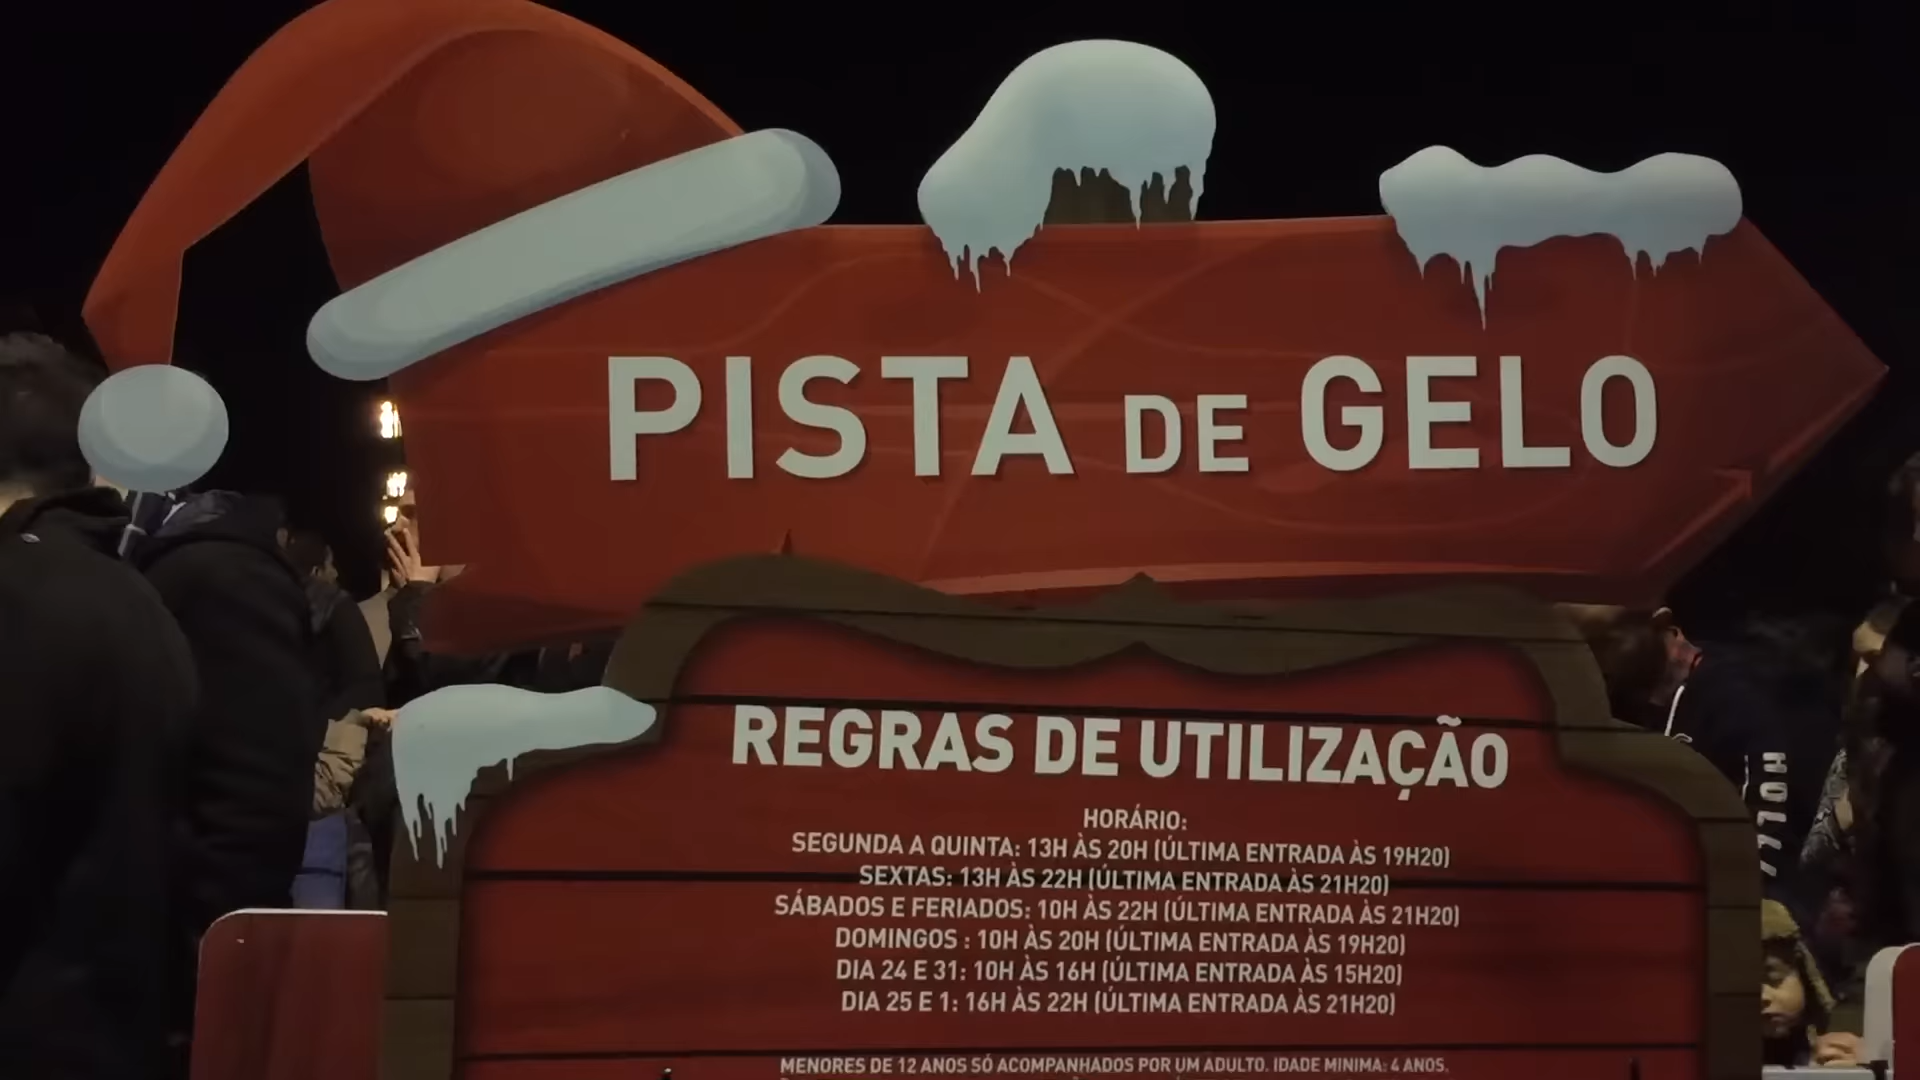 PISTA DE GELO
REGRAS DE UTILIZAÇÃO
HORÁRIO:
SEGUNDA A QUINTA: 13H ÀS 20H (ÚLTIMA ENTRADA ÀS 19H20)
SEXTAS: 13H ÀS 22H (ÚLTIMA ENTRADA ÀS 21H20)
SÁBADOS E FERIADOS: 10H ÀS 22H (ÚLTIMA ENTRADA ÀS 21H20)
DOMINGOS : 10H ÀS 20H (ÚLTIMA ENTRADA ÀS 19H20)
DIA 24 E 31: 10H ÀS 16H (ÚLTIMA ENTRADA ÀS 15H20)
DIA 25 E 1: 16H ÀS 22H (ÚLTIMA ENTRADA ÀS 21H20)
MENORES DE 12 ANOS SÓ ACOMPANHADOS POR UM ADULTO. IDADE MINIMA: 4 ANOS.